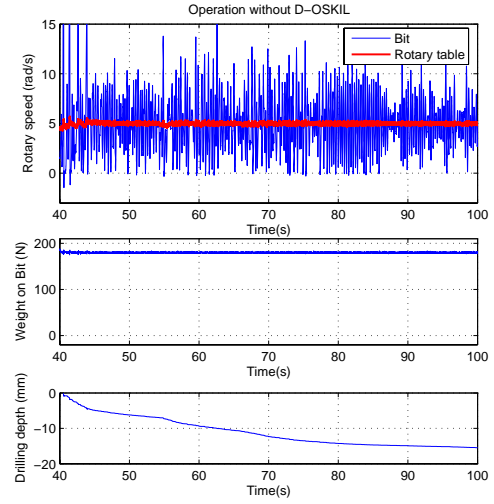 Operation without D-OSKIL
Rotary speed (rad/s)
15
10
5
0
Bit
Rotary table
40 50 60 70 80 90 100
Time(s)
Weight on Bit (N)
200
100
0
40 50 60 70 80 90 100
Time(s)
Drilling depth (mm)
0
−10
−20
40 50 60 70 80 90 100
Time(s)